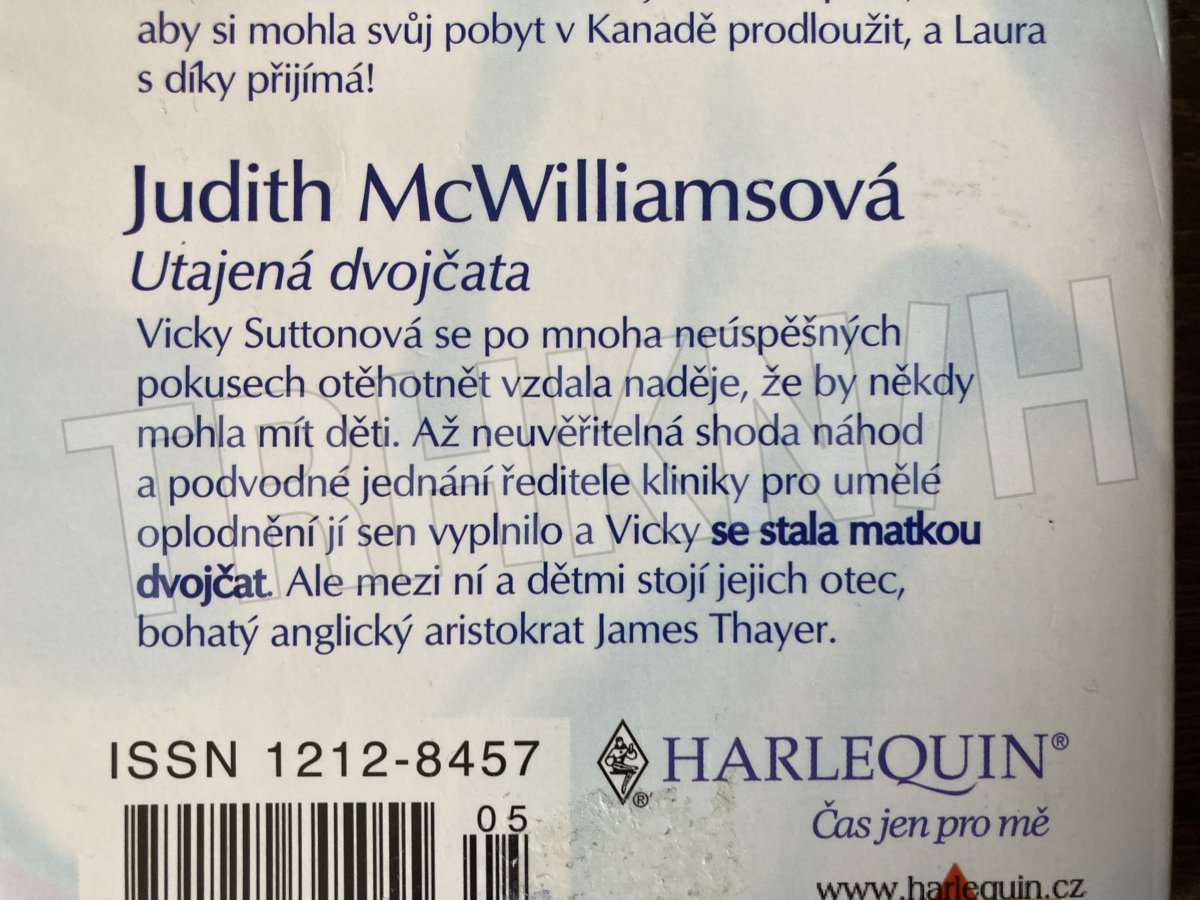 aby si mohla svůj pobyt v Kanadě prodloužit, a Laura
s díky přijímá!
Judith McWilliamsová
Utajená dvojčata
Vicky Suttonová se po mnoha neúspěšných
pokusech otěhotnět vzdala naděje, že by někdy
mohla mít děti. Až neuvěřitelná shoda náhod
a podvodné jednání ředitele kliniky pro umělé
oplodnění jí sen vyplnilo a Vicky se stala matkou
dvojčat. Ale mezi ní a dětmi stojí jejich otec,
bohatý anglický aristokrat James Thayer.
TRHKNIH
ISSN 1212-8457
05
HARLEQUIN®
®
Čas jen pro mě
www.harlequin.cz